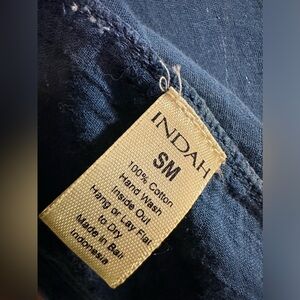 INDAH
SM
100% Cotton
Hand Wash
Inside Out
Hang or Lay Flat
to Dry
Made in Bali
Indonesia